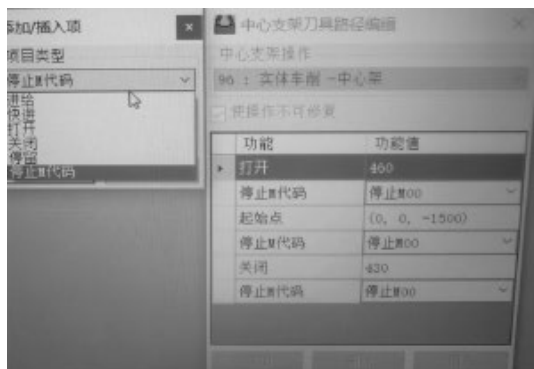 添加/插入项
项目类型
停止M代码
进给
快进
打开
关闭
停留
停止M代码
中心支架刀具路径编辑
中心支架操作
96 : 实体车削 -中心架
使操作不可修复
功能 功能值
打开 460
停止M代码 停止M00
起始点 (0, 0, -1500)
停止M代码 停止M00
关闭 430
停止M代码 停止M00